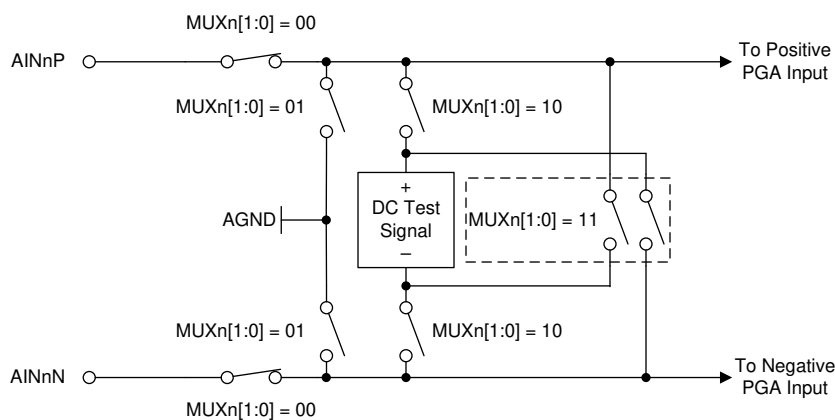 MUXn[1:0] = 00
AINnP
To Positive
PGA Input
MUXn[1:0] = 01
MUXn[1:0] = 10
+
DC Test
Signal
–
AGND
MUXn[1:0] = 11
MUXn[1:0] = 01
MUXn[1:0] = 10
AINnN
To Negative
PGA Input
MUXn[1:0] = 00